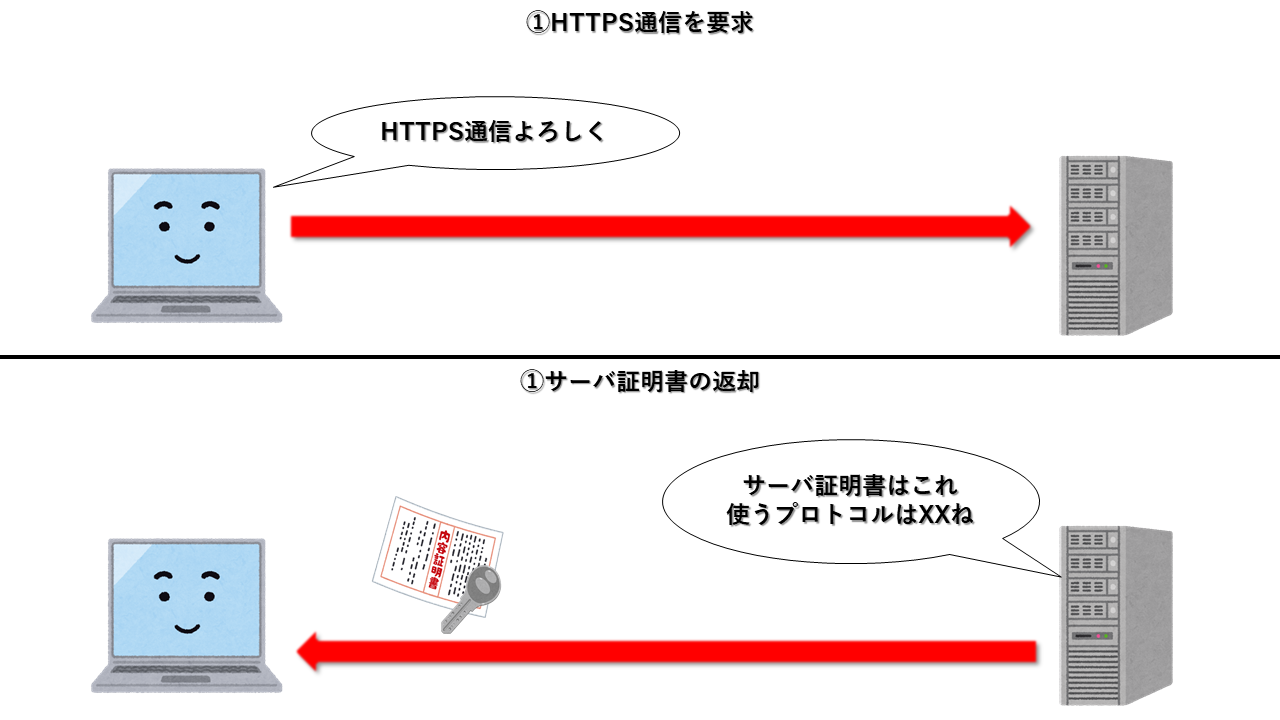 ①HTTPS通信を要求
HTTPS通信よろしく
①サーバ証明書の返却
サーバ証明書はこれ
使うプロトコルはXXね
内容証明書